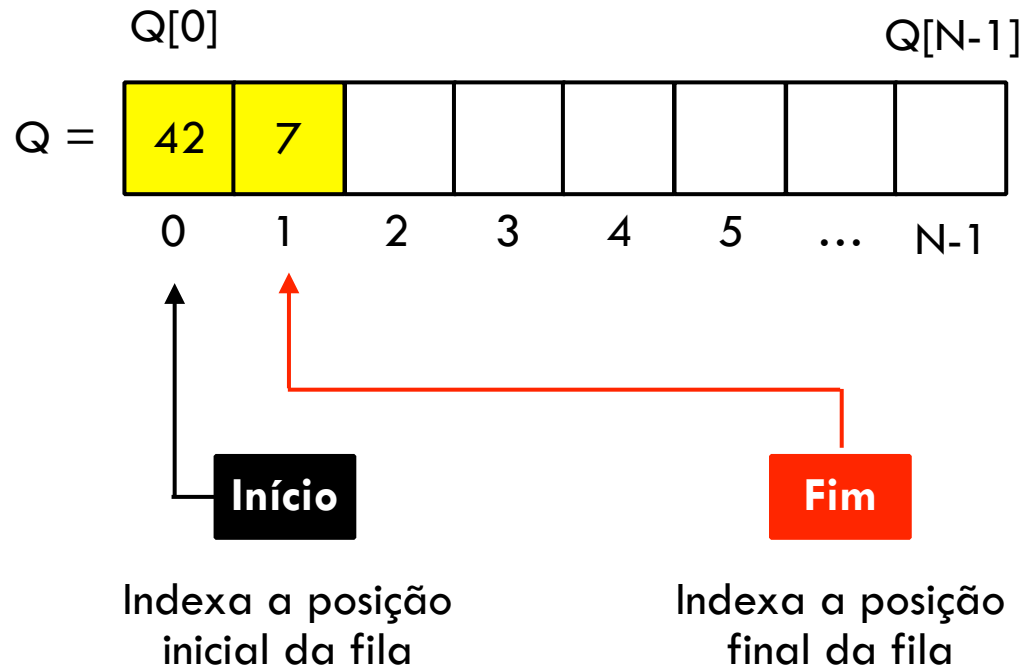 Q[0] Q[N-1]
Q = 42 7
0 1 2 3 4 5 ... N-1
Início Fim
Indexa a posição Indexa a posição
inicial da fila final da fila